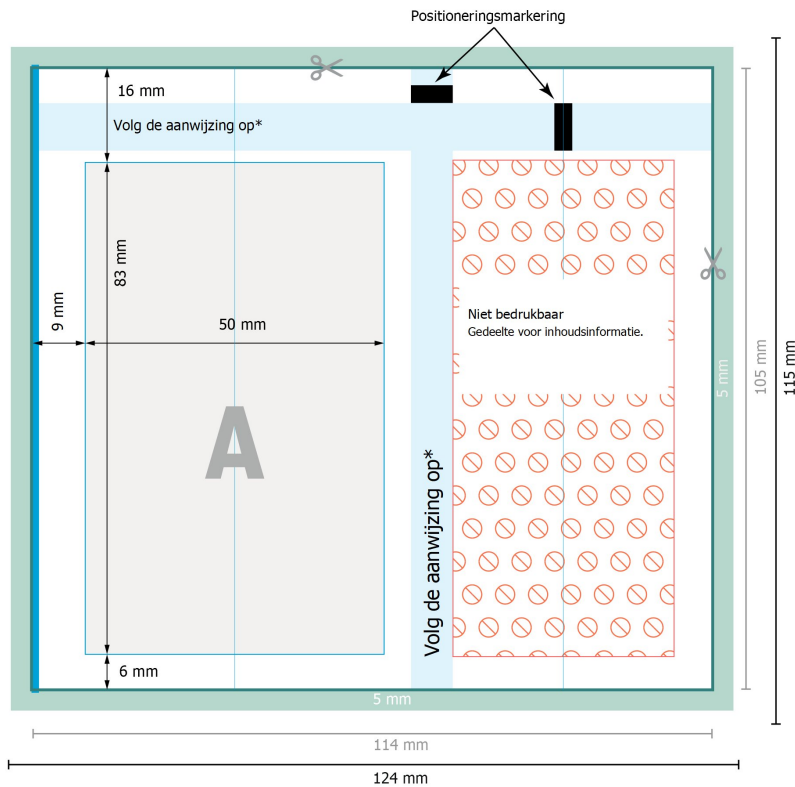 Positioneringsmarkering
16 mm
Volg de aanwijzing op*
83 mm
9 mm
50 mm
Niet bedrukbaar
Gedeelte voor inhoudsinformatie.
A
Volg de aanwijzing op*
6 mm
5 mm
5 mm
105 mm
115 mm
114 mm
124 mm